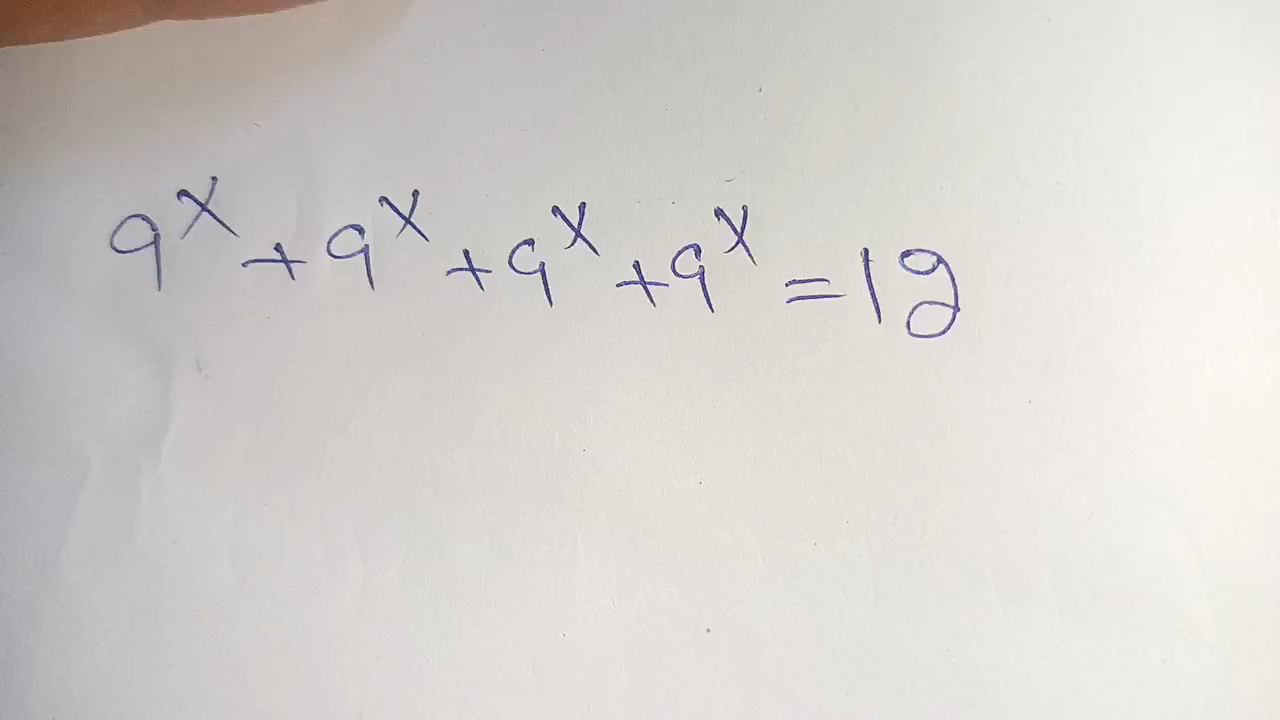 9^x + 9^x + 9^x + 9^x = 12